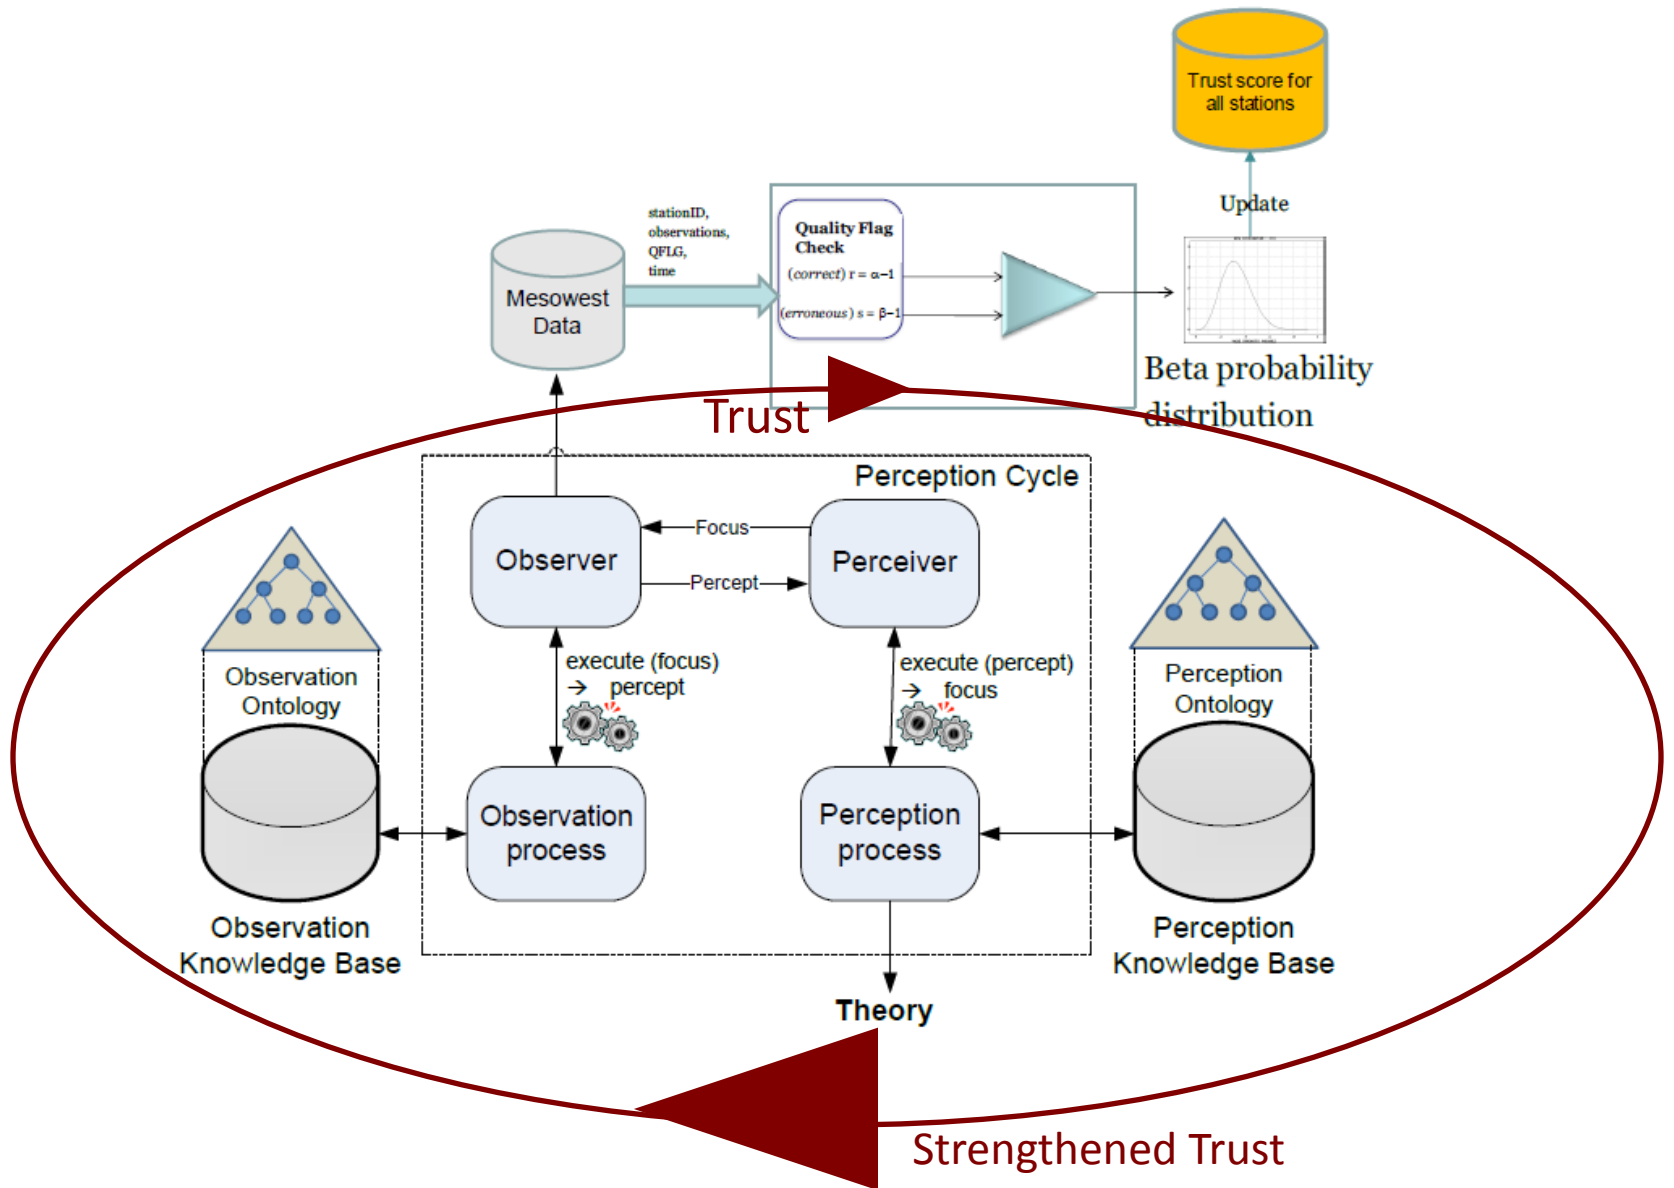 Trust score for
all stations
Update
stationID,
observations,
QFLG,
time
Quality Flag
Check
(correct) r = α−1
(erroneous) s = β−1
Mesowest
Data
Beta probability
distribution
Trust
Perception Cycle
Observer
Focus
Percept
Perceiver
execute (focus)
→ percept
execute (percept)
→ focus
Observation
Ontology
Perception
Ontology
Observation
process
Perception
process
Observation
Knowledge Base
Perception
Knowledge Base
Theory
Strengthened Trust